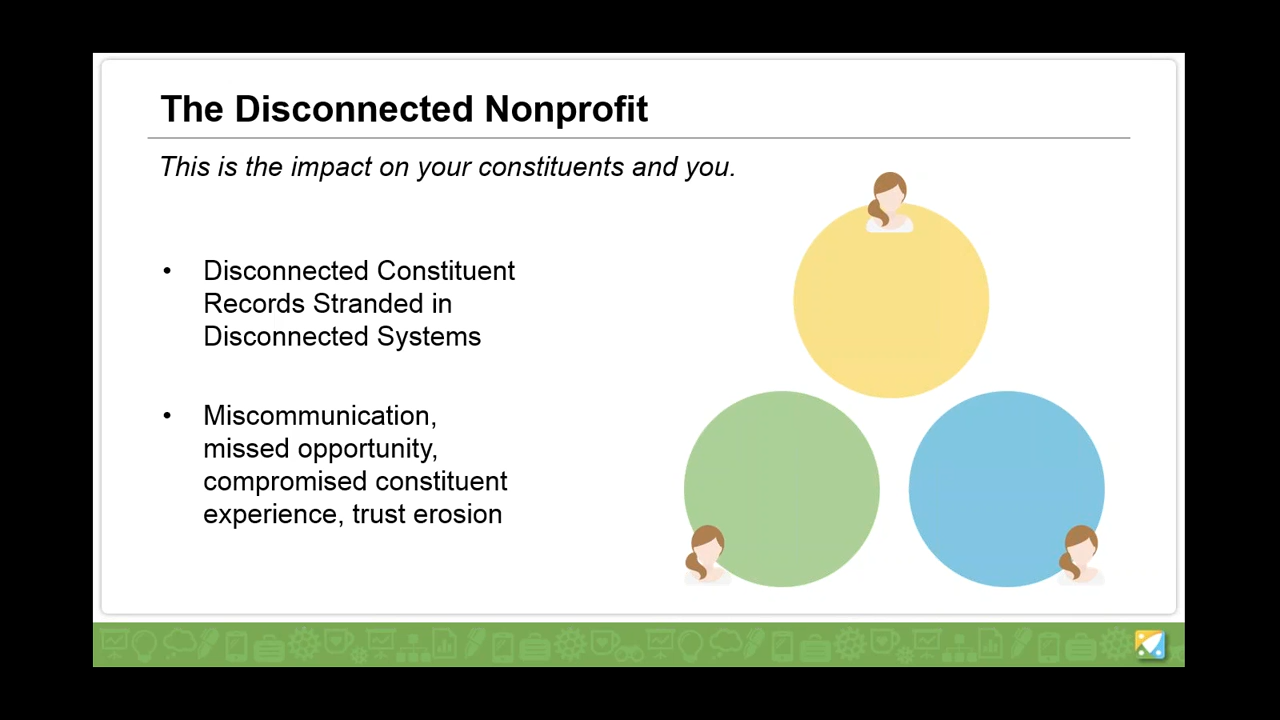 The Disconnected Nonprofit
This is the impact on your constituents and you.
• Disconnected Constituent
Records Stranded in
Disconnected Systems
• Miscommunication,
missed opportunity,
compromised constituent
experience, trust erosion